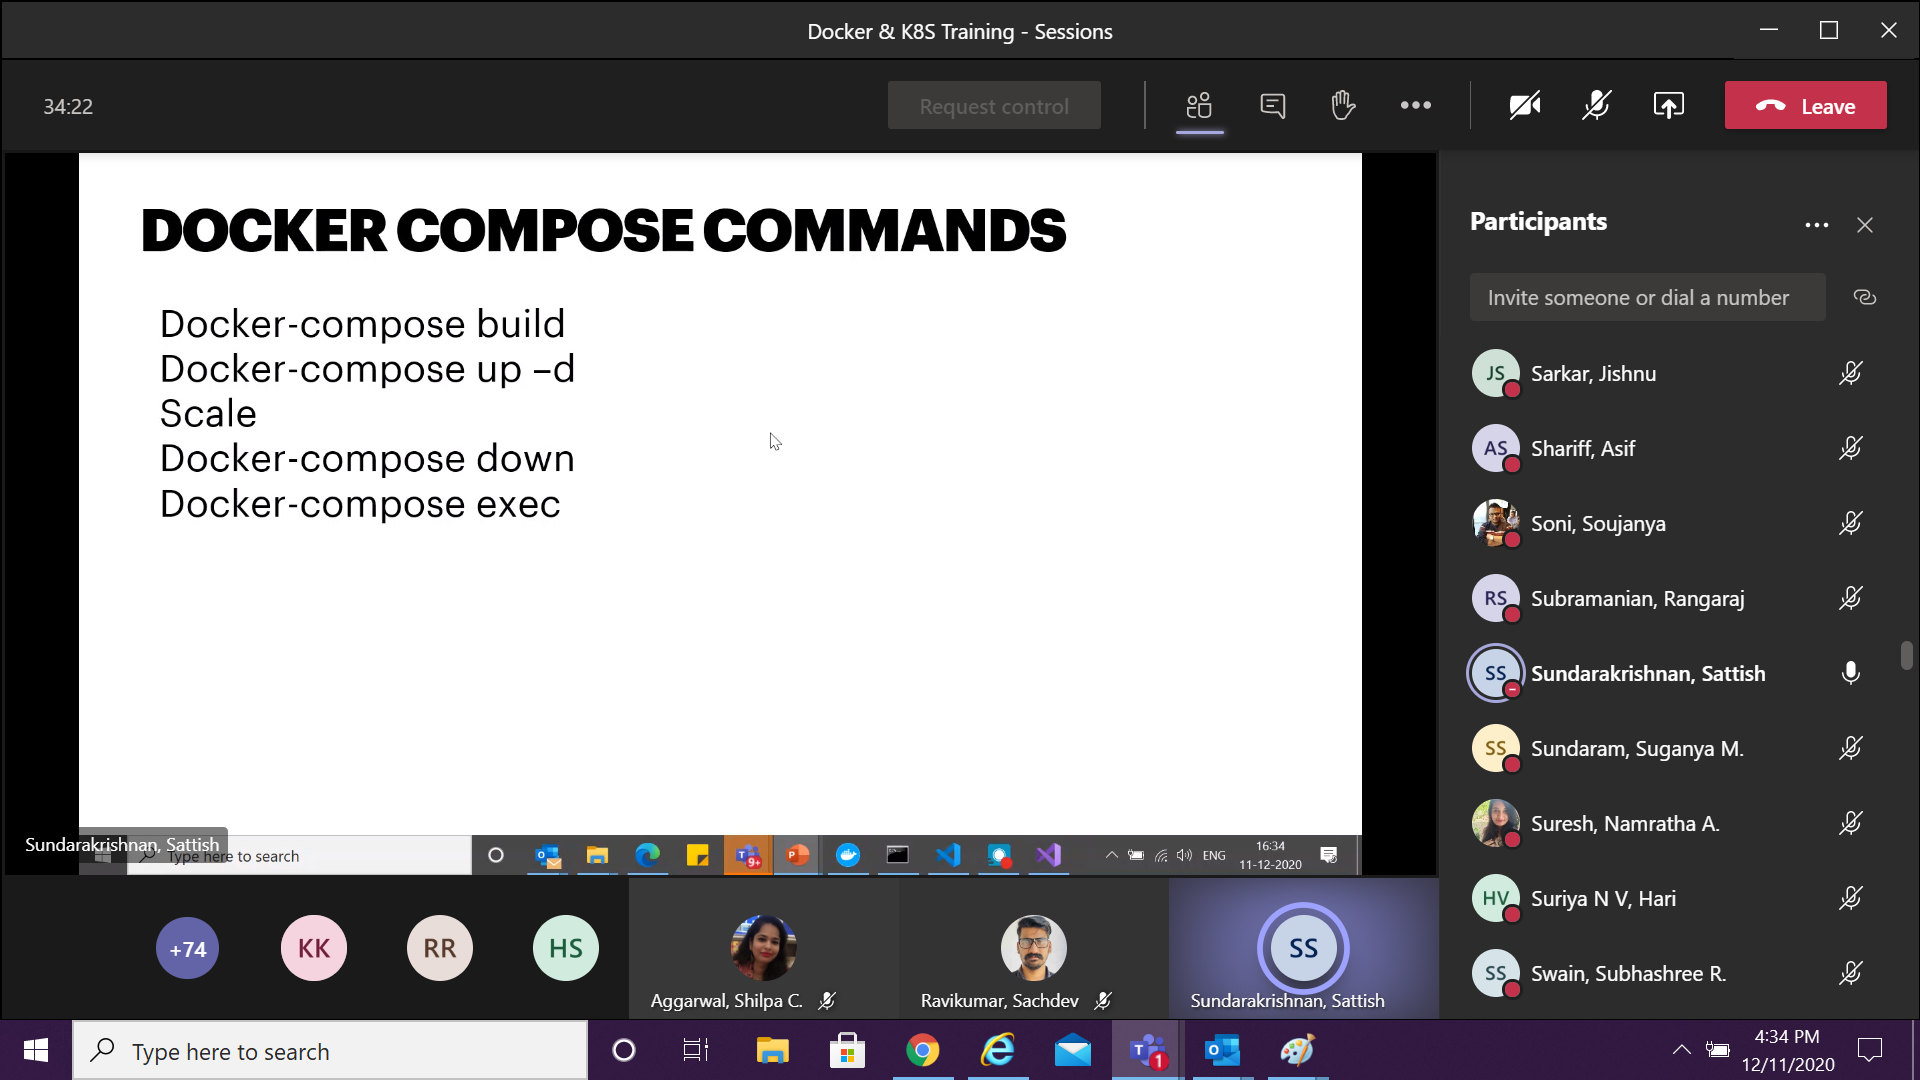 Docker & K8S Training - Sessions
34:22
Request control
Leave
DOCKER COMPOSE COMMANDS
Docker-compose build
Docker-compose up –d
Scale
Docker-compose down
Docker-compose exec
Participants
Invite someone or dial a number
JS Sarkar, Jishnu
AS Shariff, Asif
Soni, Soujanya
RS Subramanian, Rangaraj
SS Sundarakrishnan, Sattish
SS Sundaram, Suganya M.
Suresh, Namratha A.
HV Suriya N V, Hari
SS Swain, Subhashree R.
Sundarakrishnan, Sattish
Type here to search
9+
ENG
16:34
11-12-2020
+74
KK
RR
HS
Aggarwal, Shilpa C.
Ravikumar, Sachdev
SS
Sundarakrishnan, Sattish
Type here to search
1
4:34 PM
12/11/2020